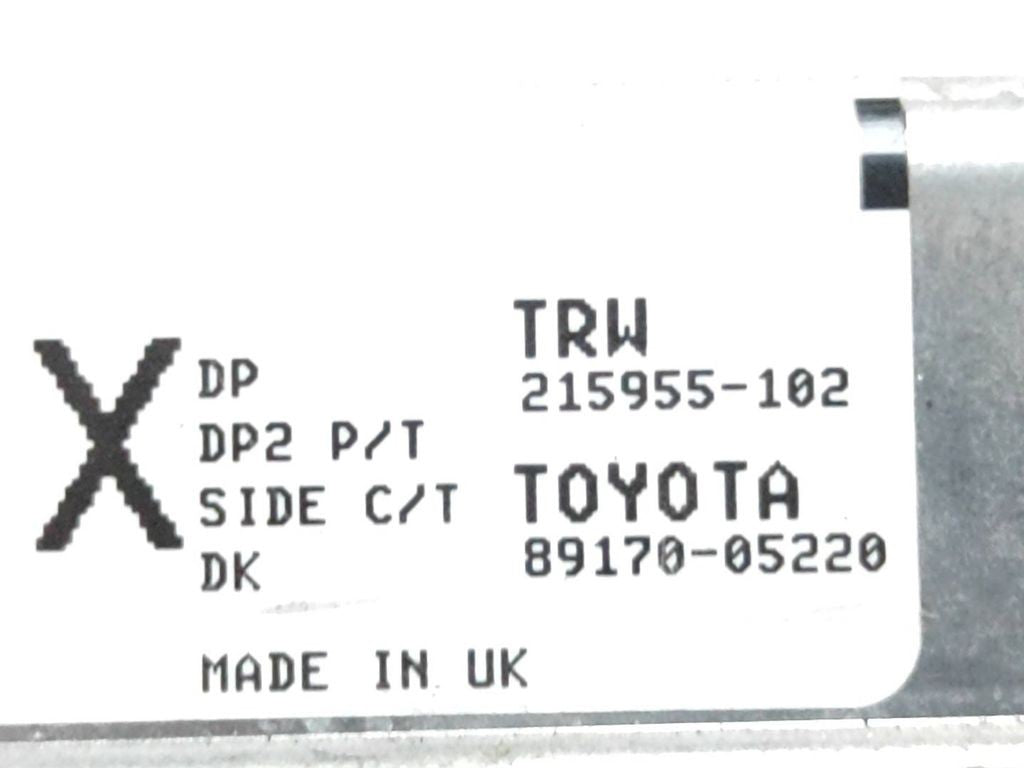 X
DP
DP2 P/T
SIDE C/T
DK
MADE IN UK
TRW
215955-102
TOYOTA
89170-05220